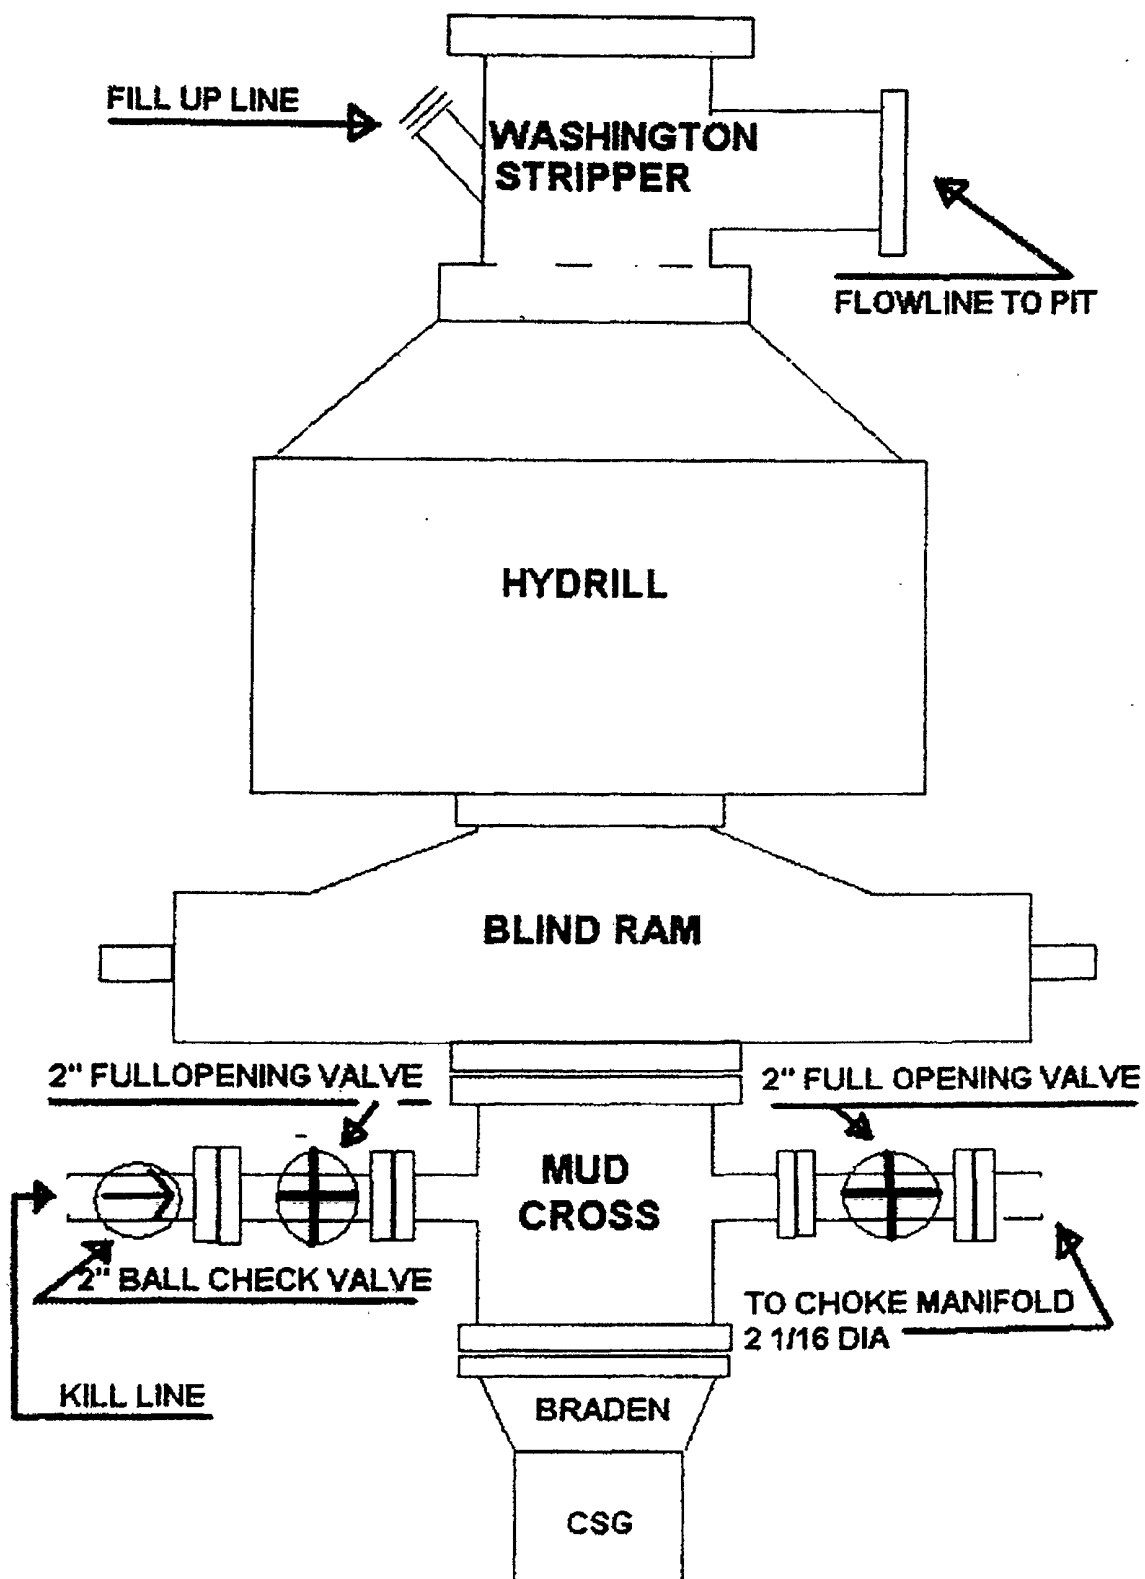 FILL UP LINE
WASHINGTON
STRIPPER
FLOWLINE TO PIT
HYDRILL
BLIND RAM
2" FULLOPENING VALVE
2" FULL OPENING VALVE
MUD
CROSS
2" BALL CHECK VALVE
TO CHOKE MANIFOLD
2 1/16 DIA
KILL LINE
BRADEN
CSG